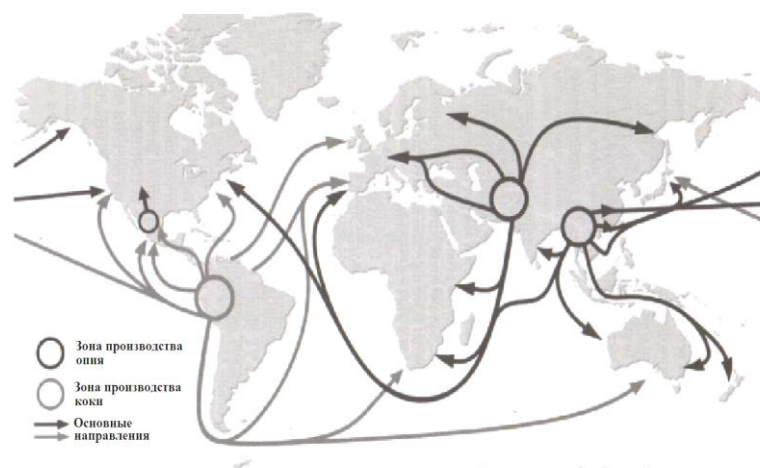 Зона производства
опия
Зона производства
коки
Основные
направления